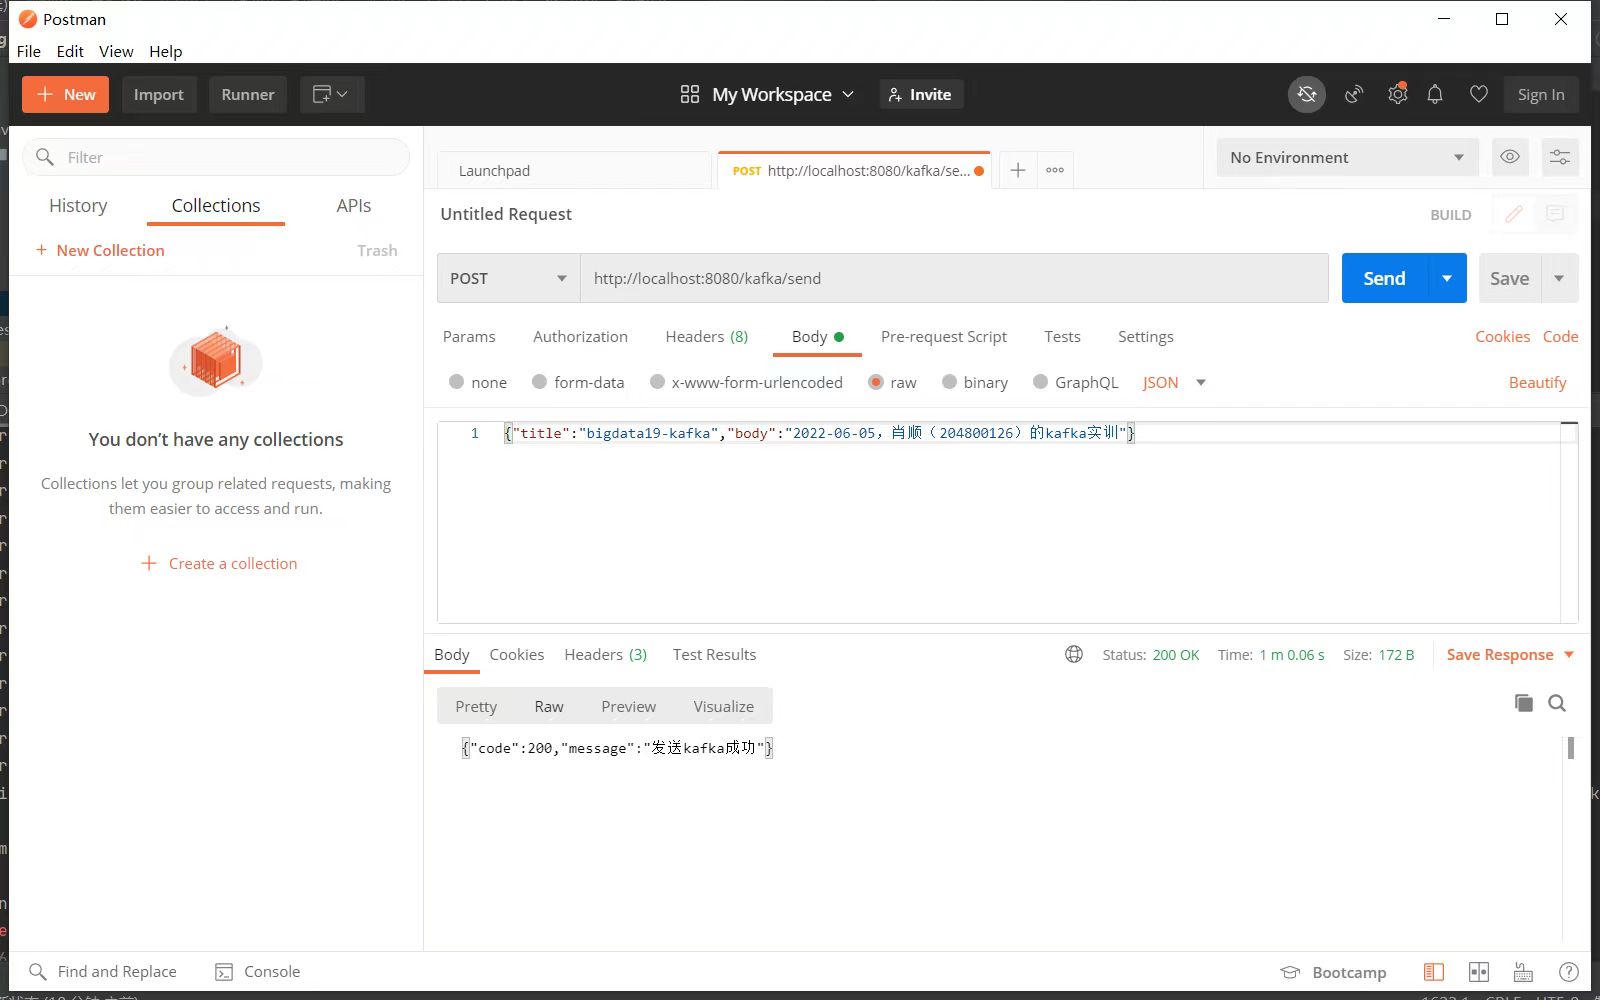 Postman
File Edit View Help
New Import Runner My Workspace Invite Sign In
Filter
History Collections APIs
+ New Collection Trash
You don’t have any collections
Collections let you group related requests, making
them easier to access and run.
Create a collection
Launchpad POST http://localhost:8080/kafka/se... No Environment
Untitled Request BUILD
POST http://localhost:8080/kafka/send Send Save
Params Authorization Headers (8) Body Pre-request Script Tests Settings Cookies Code
none form-data x-www-form-urlencoded raw binary GraphQL JSON Beautify
1 {"title":"bigdata19-kafka","body":"2022-06-05，肖顺（204800126）的kafka实训"}
Body Cookies Headers (3) Test Results Status: 200 OK Time: 1 m 0.06 s Size: 172 B Save Response
Pretty Raw Preview Visualize
{"code":200,"message":"发送kafka成功"}
Find and Replace Console Bootcamp